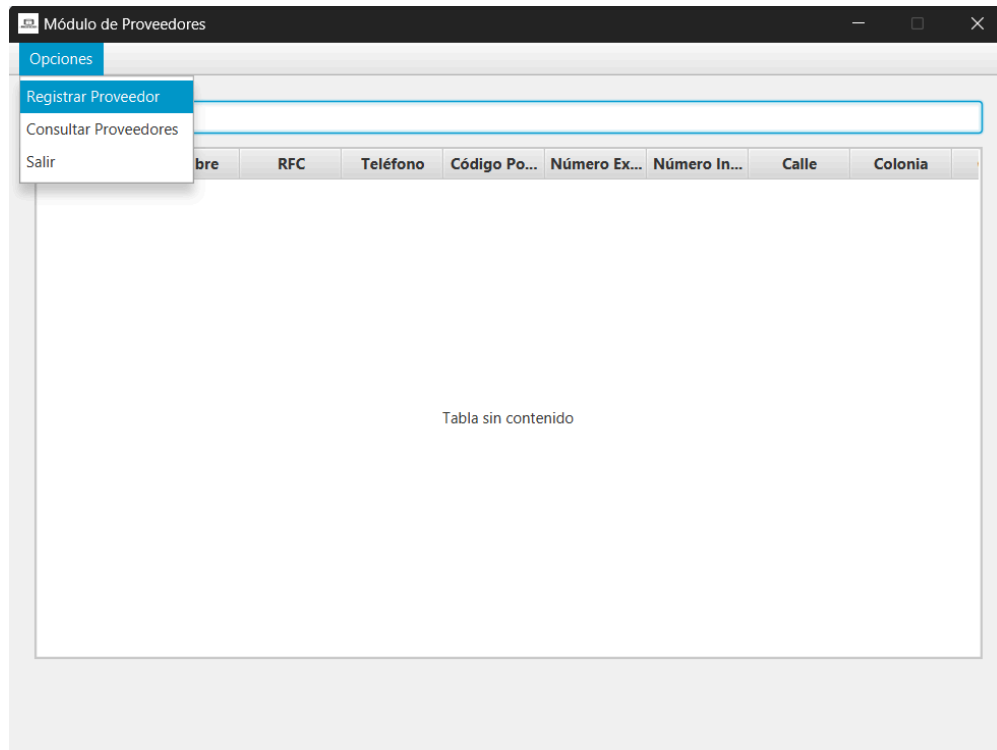 Módulo de Proveedores
Opciones
Registrar Proveedor
Consultar Proveedores
Salir
bre RFC Teléfono Código Po... Número Ex... Número In... Calle Colonia
Tabla sin contenido